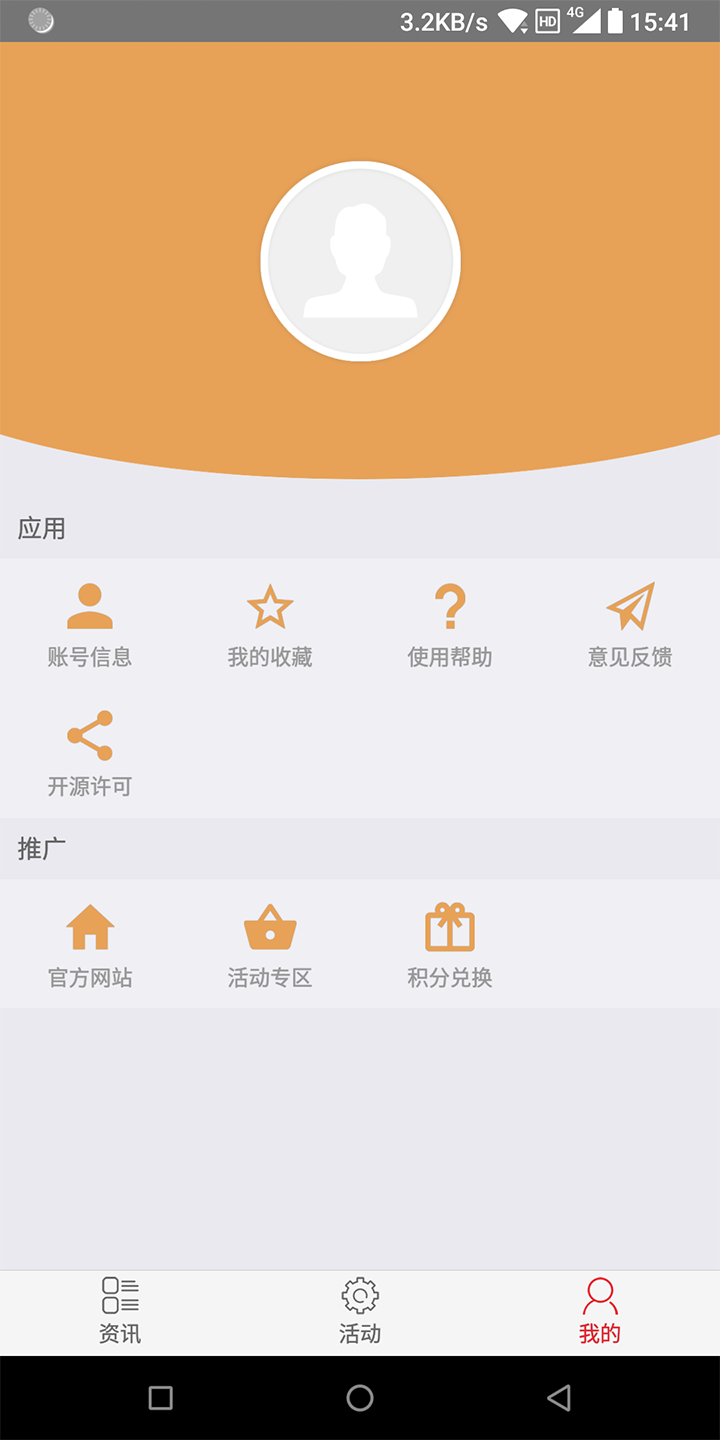 3.2KB/s HD 4G 15:41
应用
账号信息 我的收藏 使用帮助 意见反馈
开源许可
推广
官方网站 活动专区 积分兑换
资讯 活动 我的